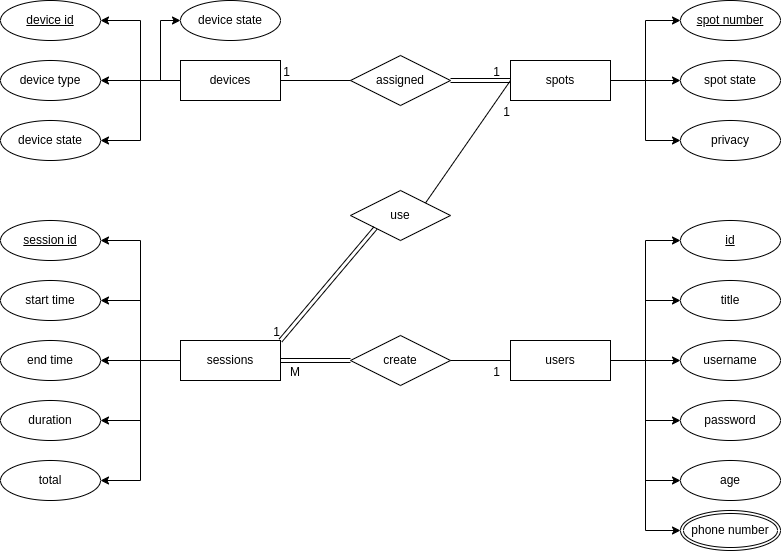 device id
device state
spot number
device type
devices
1
assigned
1
spots
spot state
1
device state
privacy
use
session id
id
start time
title
1
end time
sessions
M
create
1
users
username
duration
password
total
age
phone number